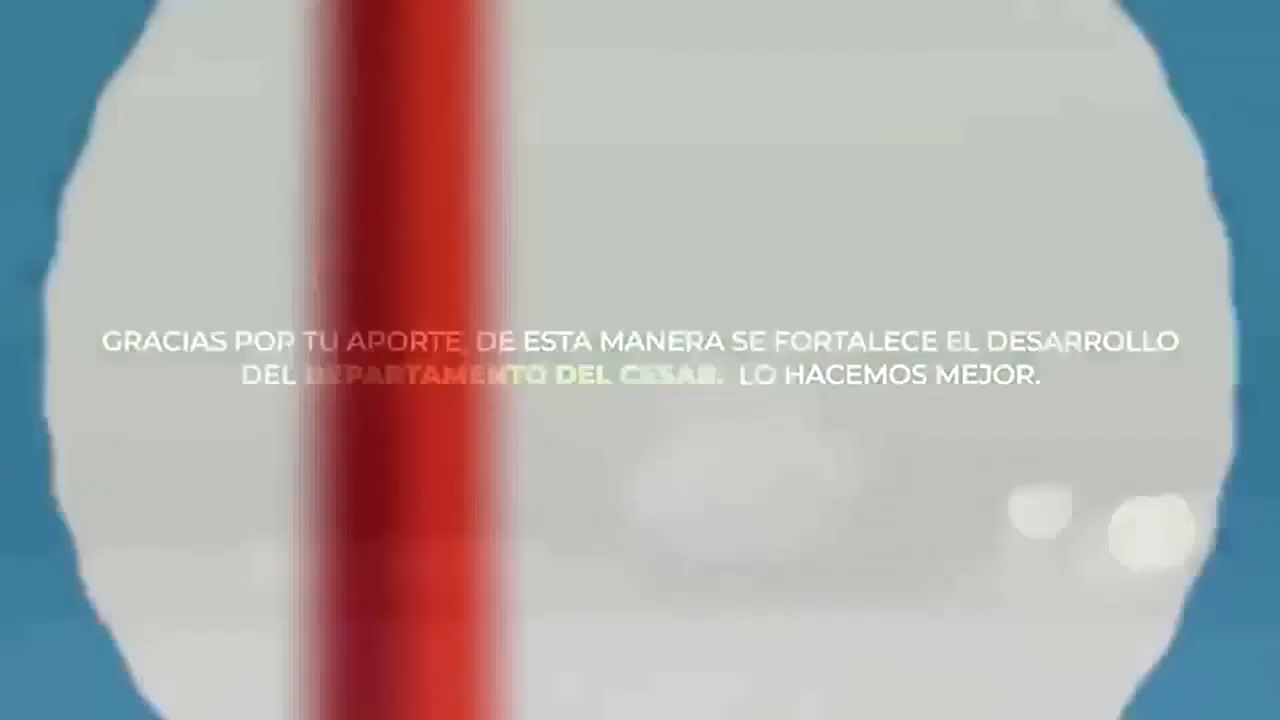 GRACIAS POR TU APORTE, DE ESTA MANERA SE FORTALECE EL DESARROLLO
DEL DEPARTAMENTO DEL CESAR. LO HACEMOS MEJOR.